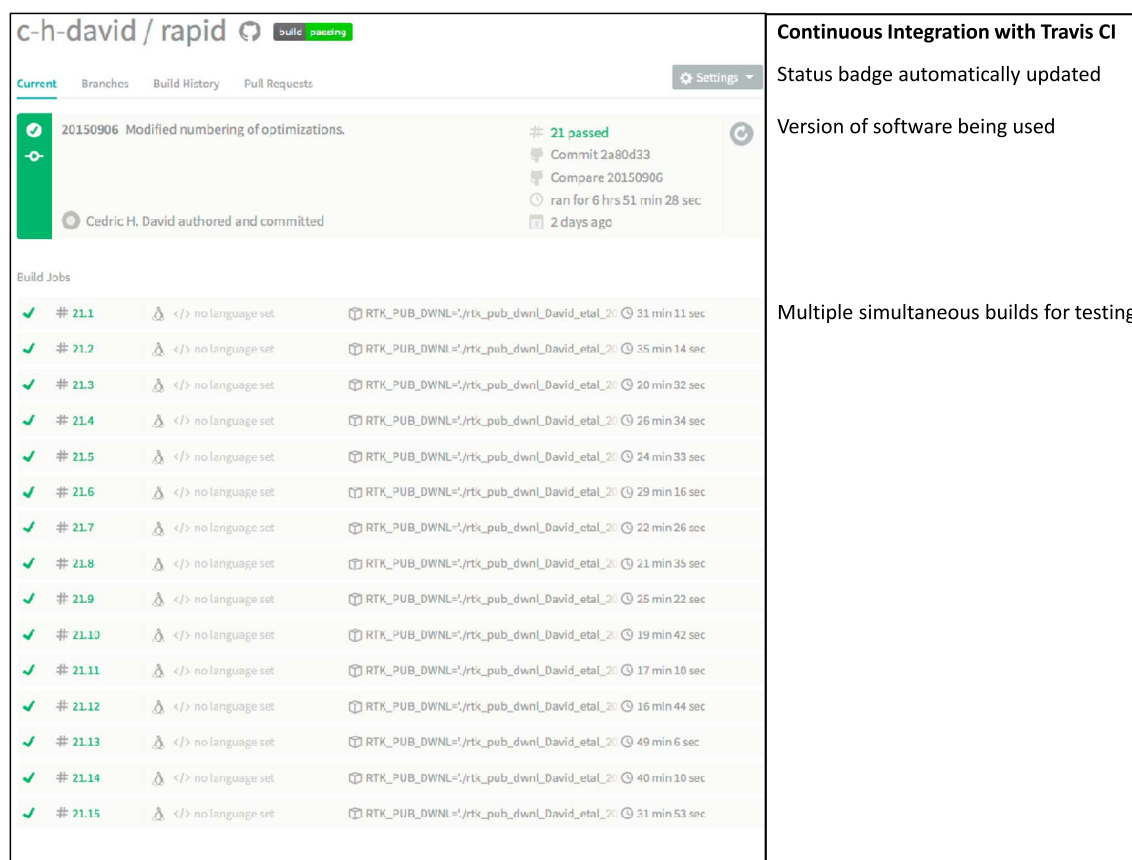 c-h-david / rapid build passing
Current Branches Build History Pull Requests Settings
20150906 Modified numbering of optimizations.
# 21 passed
Commit 2a80d33
Compare 20150906
ran for 6 hrs 51 min 28 sec
2 days ago
Cedric H. David authored and committed
Build Jobs
# 21.1 </> no language set RTK_PUB_DWNL='./rtk_pub_dwnl_David_etal_20 31 min 11 sec
# 21.2 </> no language set RTK_PUB_DWNL='./rtk_pub_dwnl_David_etal_20 35 min 14 sec
# 21.3 </> no language set RTK_PUB_DWNL='./rtk_pub_dwnl_David_etal_20 20 min 32 sec
# 21.4 </> no language set RTK_PUB_DWNL='./rtk_pub_dwnl_David_etal_20 26 min 34 sec
# 21.5 </> no language set RTK_PUB_DWNL='./rtk_pub_dwnl_David_etal_20 24 min 33 sec
# 21.6 </> no language set RTK_PUB_DWNL='./rtk_pub_dwnl_David_etal_20 29 min 16 sec
# 21.7 </> no language set RTK_PUB_DWNL='./rtk_pub_dwnl_David_etal_20 22 min 26 sec
# 21.8 </> no language set RTK_PUB_DWNL='./rtk_pub_dwnl_David_etal_20 21 min 35 sec
# 21.9 </> no language set RTK_PUB_DWNL='./rtk_pub_dwnl_David_etal_20 25 min 22 sec
# 21.10 </> no language set RTK_PUB_DWNL='./rtk_pub_dwnl_David_etal_20 19 min 42 sec
# 21.11 </> no language set RTK_PUB_DWNL='./rtk_pub_dwnl_David_etal_20 17 min 10 sec
# 21.12 </> no language set RTK_PUB_DWNL='./rtk_pub_dwnl_David_etal_20 16 min 44 sec
# 21.13 </> no language set RTK_PUB_DWNL='./rtk_pub_dwnl_David_etal_20 49 min 6 sec
# 21.14 </> no language set RTK_PUB_DWNL='./rtk_pub_dwnl_David_etal_20 40 min 10 sec
# 21.15 </> no language set RTK_PUB_DWNL='./rtk_pub_dwnl_David_etal_20 31 min 53 sec
Continuous Integration with Travis CI
Status badge automatically updated
Version of software being used
Multiple simultaneous builds for testing